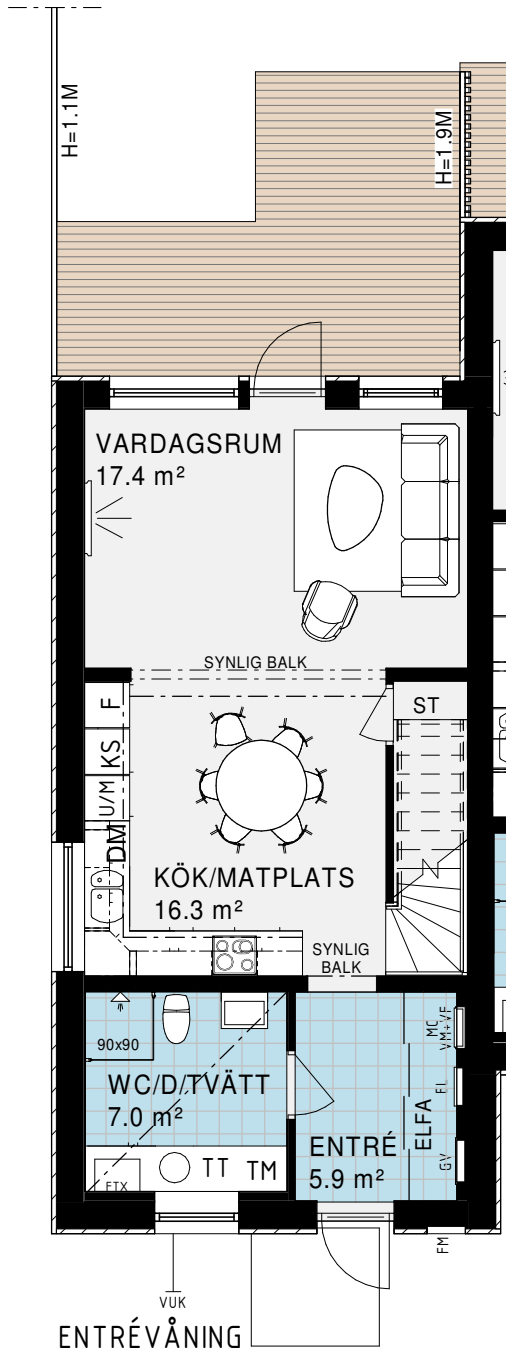 H=1.1M
H=1.9M
VARDAGSRUM
17.4 m²
SYNLIG BALK
F
ST
KS
U/M
DM
KÖK/MATPLATS
16.3 m²
SYNLIG
BALK
90x90
MC
VM+VF
WC/D/TVÄTT
7.0 m²
EL
ELFA
ENTRÉ
5.9 m²
GV
TT
TM
FTX
FM
VUK
ENTRÉVÅNING